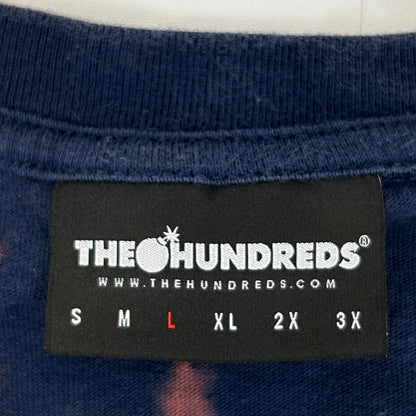 THE HUNDREDS®
WWW.THEHUNDREDS.COM
S M L XL 2X 3X